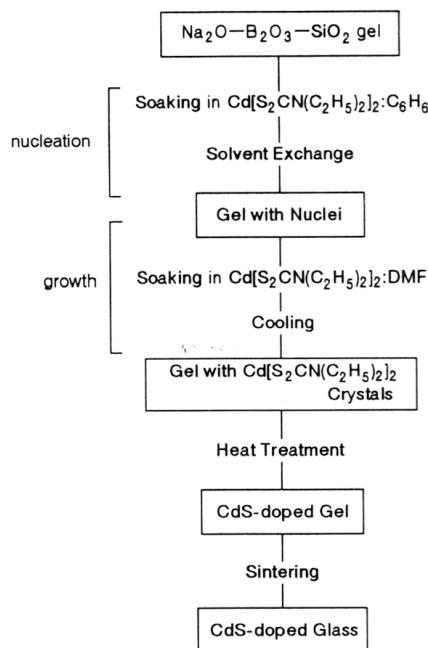 Na₂O−B₂O₃−SiO₂ gel
Soaking in Cd[S₂CN(C₂H₅)₂]₂:C₆H₆
nucleation
Solvent Exchange
Gel with Nuclei
growth
Soaking in Cd[S₂CN(C₂H₅)₂]₂:DMF
Cooling
Gel with Cd[S₂CN(C₂H₅)₂]₂
Crystals
Heat Treatment
CdS-doped Gel
Sintering
CdS-doped Glass